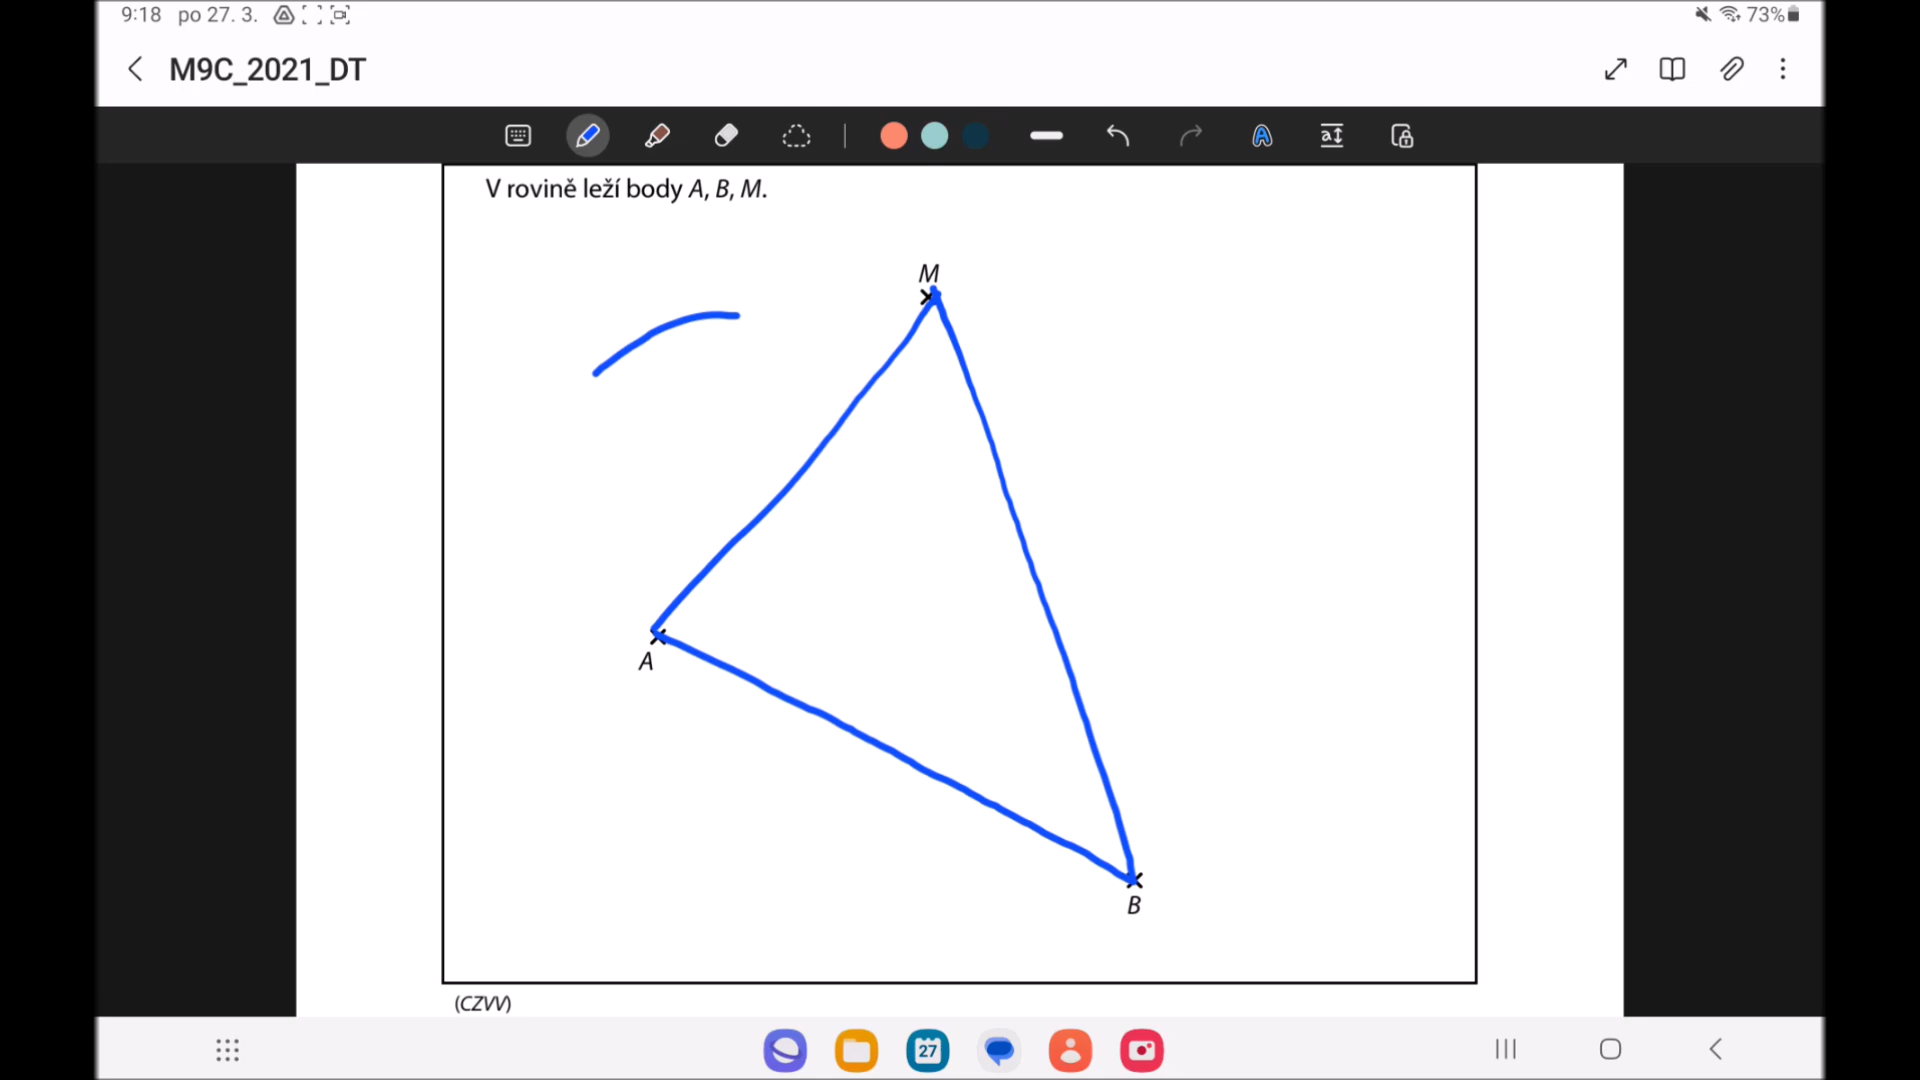 9:18 po 27. 3. 73%
M9C_2021_DT
V rovině leží body A, B, M.
M
A
B
(CZVV)
27